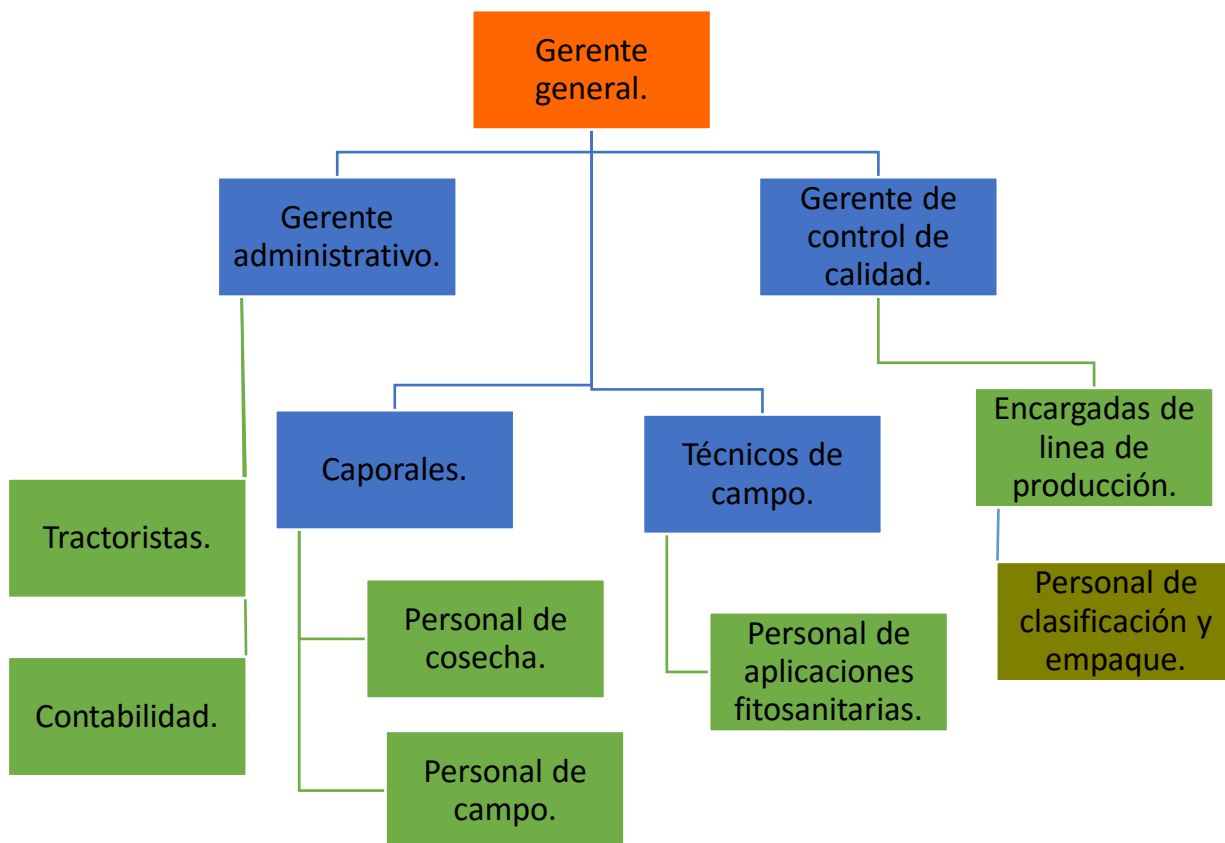 Gerente
general.
Gerente
administrativo.
Gerente de
control de
calidad.
Caporales.
Técnicos de
campo.
Encargadas de
linea de
producción.
Tractoristas.
Contabilidad.
Personal de
cosecha.
Personal de
campo.
Personal de
aplicaciones
fitosanitarias.
Personal de
clasificación y
empaque.